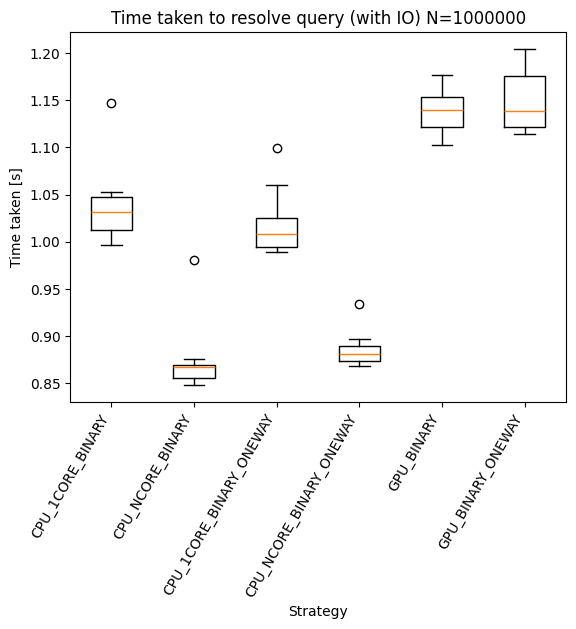 Time taken to resolve query (with IO) N=1000000
Time taken [s]
1.20
1.15
1.10
1.05
1.00
0.95
0.90
0.85
CPU_1CORE_BINARY
CPU_NCORE_BINARY
CPU_1CORE_BINARY_ONEWAY
CPU_NCORE_BINARY_ONEWAY
GPU_BINARY
GPU_BINARY_ONEWAY
Strategy